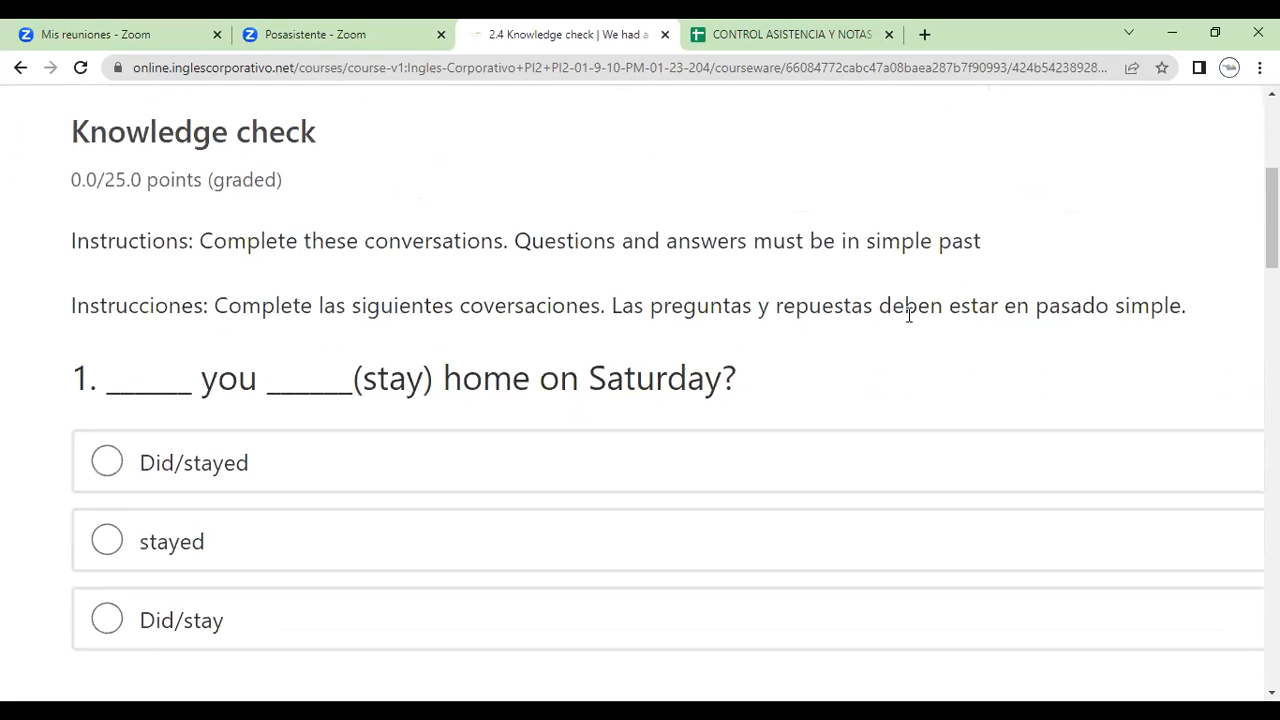 Mis reuniones - Zoom
Posasistente - Zoom
2.4 Knowledge check | We had a
CONTROL ASISTENCIA Y NOTAS
online.inglescorporativo.net/courses/course-v1:Ingles-Corporativo+PI2+PI2-01-9-10-PM-01-23-204/courseware/66084772cabc47a08baea287b7f90993/424b54238928...
Knowledge check
0.0/25.0 points (graded)
Instructions: Complete these conversations. Questions and answers must be in simple past
Instrucciones: Complete las siguientes coversaciones. Las preguntas y repuestas deben estar en pasado simple.
1. ______ you ______(stay) home on Saturday?
Did/stayed
stayed
Did/stay